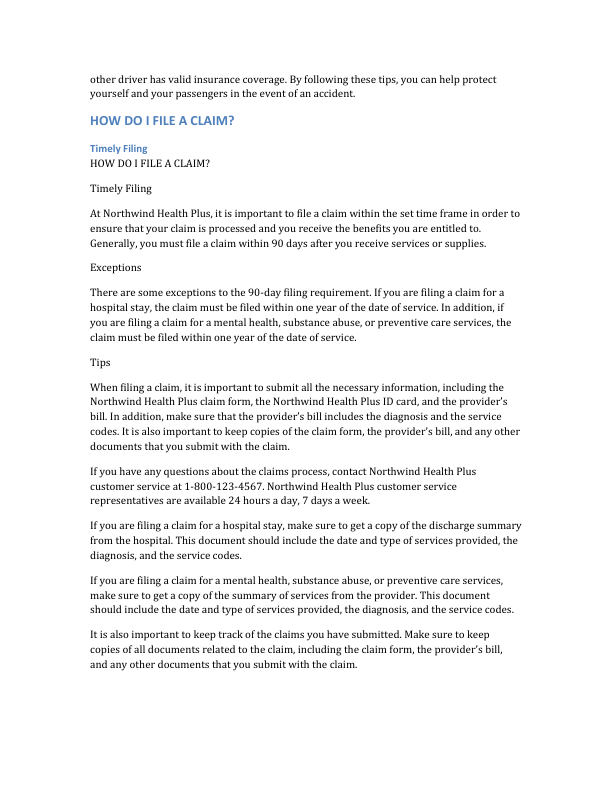 other driver has valid insurance coverage. By following these tips, you can help protect
yourself and your passengers in the event of an accident.
HOW DO I FILE A CLAIM?
Timely Filing
HOW DO I FILE A CLAIM?
Timely Filing
At Northwind Health Plus, it is important to file a claim within the set time frame in order to
ensure that your claim is processed and you receive the benefits you are entitled to.
Generally, you must file a claim within 90 days after you receive services or supplies.
Exceptions
There are some exceptions to the 90-day filing requirement. If you are filing a claim for a
hospital stay, the claim must be filed within one year of the date of service. In addition, if
you are filing a claim for a mental health, substance abuse, or preventive care services, the
claim must be filed within one year of the date of service.
Tips
When filing a claim, it is important to submit all the necessary information, including the
Northwind Health Plus claim form, the Northwind Health Plus ID card, and the provider’s
bill. In addition, make sure that the provider’s bill includes the diagnosis and the service
codes. It is also important to keep copies of the claim form, the provider’s bill, and any other
documents that you submit with the claim.
If you have any questions about the claims process, contact Northwind Health Plus
customer service at 1-800-123-4567. Northwind Health Plus customer service
representatives are available 24 hours a day, 7 days a week.
If you are filing a claim for a hospital stay, make sure to get a copy of the discharge summary
from the hospital. This document should include the date and type of services provided, the
diagnosis, and the service codes.
If you are filing a claim for a mental health, substance abuse, or preventive care services,
make sure to get a copy of the summary of services from the provider. This document
should include the date and type of services provided, the diagnosis, and the service codes.
It is also important to keep track of the claims you have submitted. Make sure to keep
copies of all documents related to the claim, including the claim form, the provider’s bill,
and any other documents that you submit with the claim.